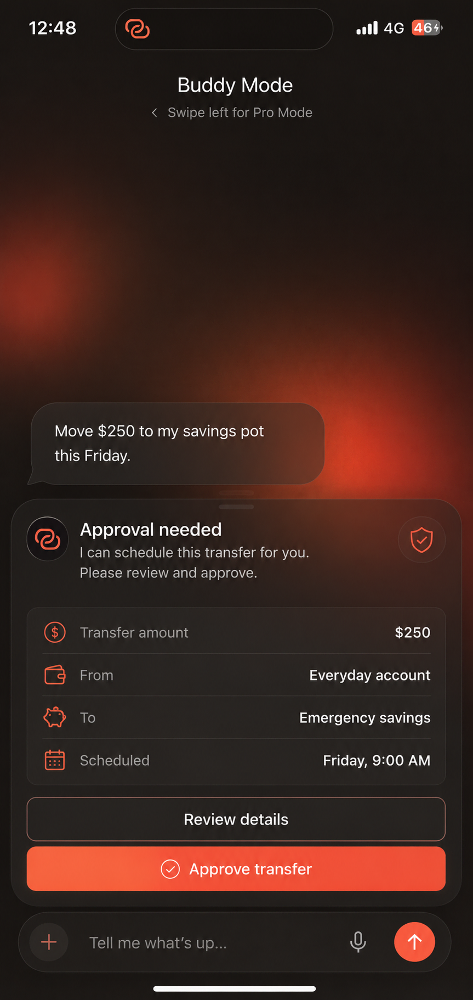 12:48
4G
46
Buddy Mode
Swipe left for Pro Mode
Move $250 to my savings pot
this Friday.
Approval needed
I can schedule this transfer for you.
Please review and approve.
Transfer amount
$250
From
Everyday account
To
Emergency savings
Scheduled
Friday, 9:00 AM
Review details
Approve transfer
Tell me what’s up...